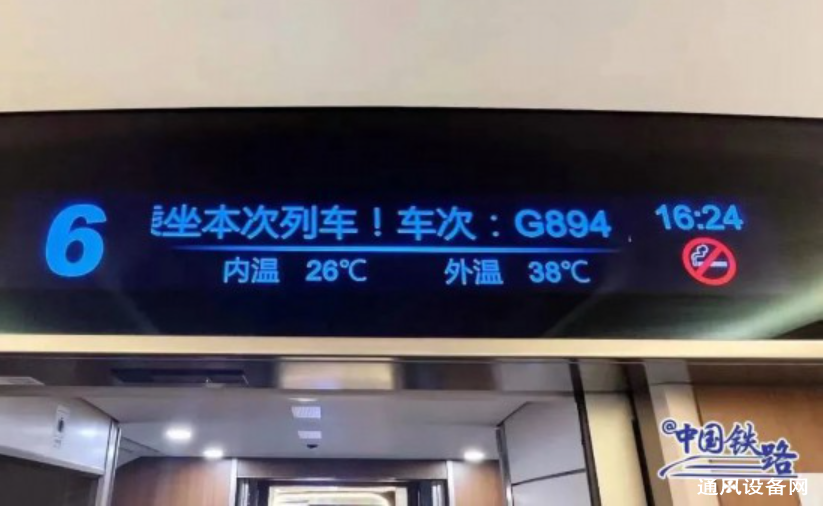 6
坐本次列车！车次：G894
16:24
内温 26℃ 外温 38℃
@中国铁路
通风设备网